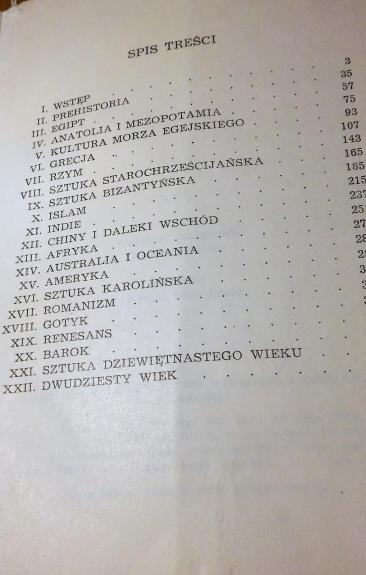 SPIS TREŚCI
I. WSTĘP 3
II. PREHISTORIA 35
III. EGIPT 57
IV. ANATOLIA I MEZOPOTAMIA 75
V. KULTURA MORZA EGEJSKIEGO 93
VI. GRECJA 107
VII. RZYM 143
VIII. SZTUKA STAROCHRZEŚCIJAŃSKA 165
IX. SZTUKA BIZANTYŃSKA 185
X. ISLAM 215
XI. INDIE 237
XII. CHINY I DALEKI WSCHÓD
XIII. AFRYKA
XIV. AUSTRALIA I OCEANIA
XV. AMERYKA
XVI. SZTUKA KAROLIŃSKA
XVII. ROMANIZM
XVIII. GOTYK
XIX. RENESANS
XX. BAROK
XXI. SZTUKA DZIEWIĘTNASTEGO WIEKU
XXII. DWUDZIESTY WIEK